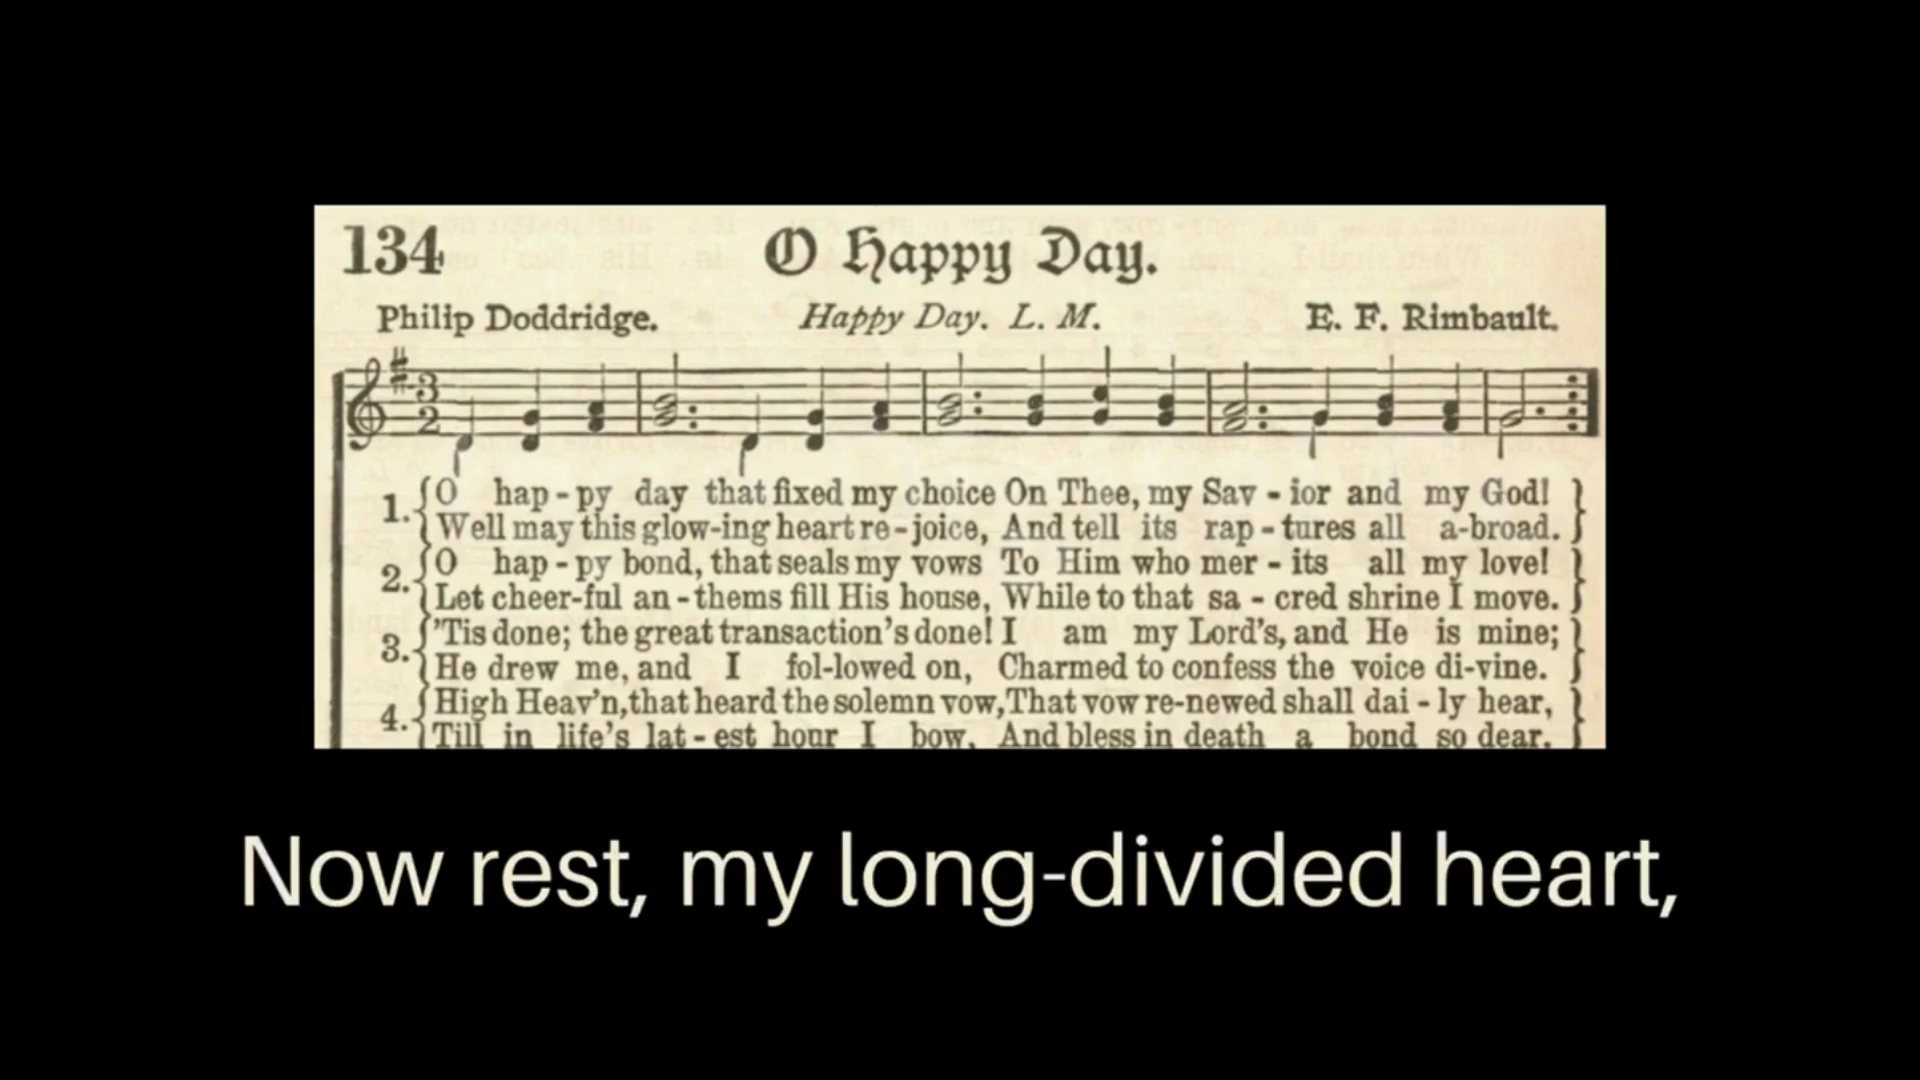 134
O Happy Day.
Philip Doddridge. Happy Day. L. M. E. F. Rimbault.
3
2
1. { O hap - py day that fixed my choice On Thee, my Sav - ior and my God! }
{ Well may this glow-ing heart re - joice, And tell its rap - tures all a-broad. }
2. { O hap - py bond, that seals my vows To Him who mer - its all my love! }
{ Let cheer-ful an - thems fill His house, While to that sa - cred shrine I move. }
3. { 'Tis done; the great transaction's done! I am my Lord's, and He is mine; }
{ He drew me, and I fol-lowed on, Charmed to confess the voice di-vine. }
4. { High Heav'n, that heard the solemn vow, That vow re-newed shall dai - ly hear, }
{ Till in life's lat - est hour I bow, And bless in death a bond so dear. }
Now rest, my long-divided heart,